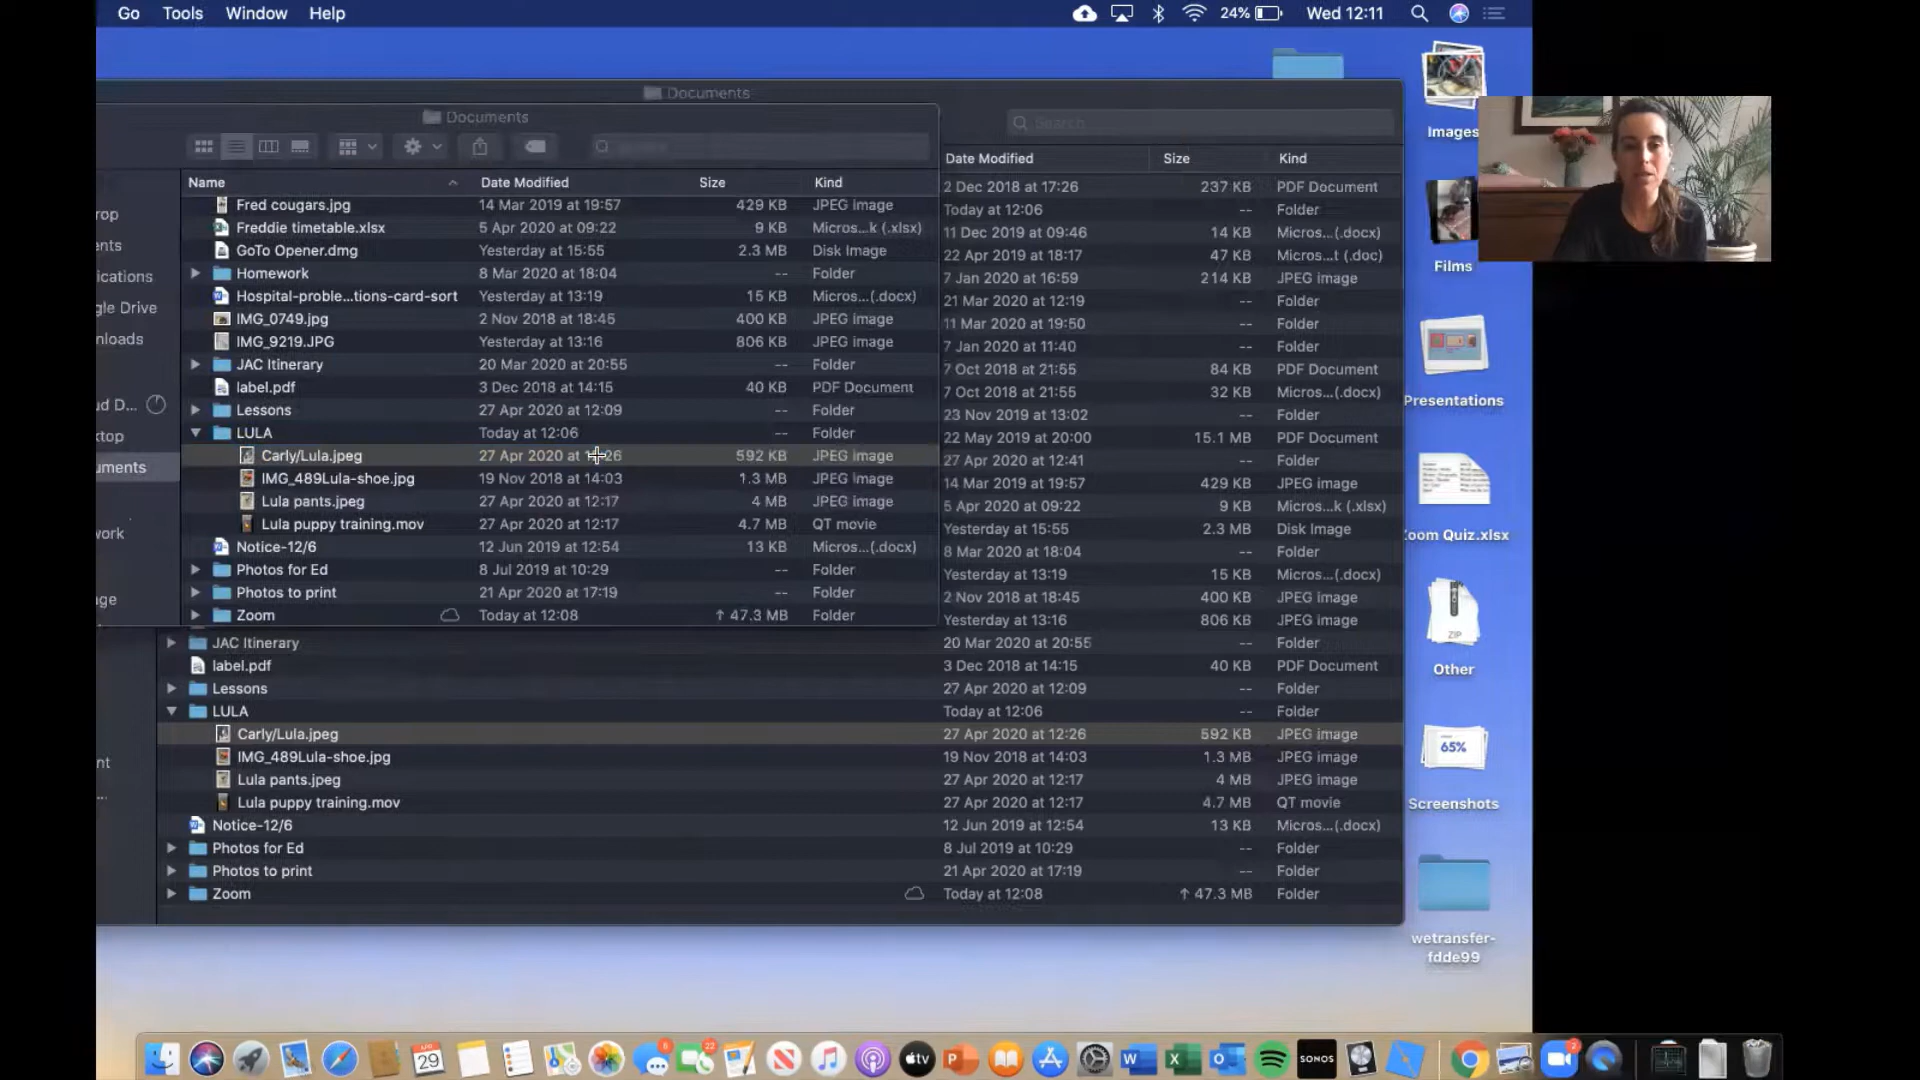 Go Tools Window Help 24% Wed 12:11
Documents
Documents
Search
Name Date Modified Size Kind
Fred cougars.jpg 14 Mar 2019 at 19:57 429 KB JPEG image
Freddie timetable.xlsx 5 Apr 2020 at 09:22 9 KB Micros...k (.xlsx)
GoTo Opener.dmg Yesterday at 15:55 2.3 MB Disk Image
Homework 8 Mar 2020 at 18:04 -- Folder
Hospital-proble...tions-card-sort Yesterday at 13:19 15 KB Micros...(.docx)
IMG_0749.jpg 2 Nov 2018 at 18:45 400 KB JPEG image
IMG_9219.JPG Yesterday at 13:16 806 KB JPEG image
JAC Itinerary 20 Mar 2020 at 20:55 -- Folder
label.pdf 3 Dec 2018 at 14:15 40 KB PDF Document
Lessons 27 Apr 2020 at 12:09 -- Folder
LULA Today at 12:06 -- Folder
Carly/Lula.jpeg 27 Apr 2020 at 26 592 KB JPEG image
IMG_489Lula-shoe.jpg 19 Nov 2018 at 14:03 1.3 MB JPEG image
Lula pants.jpeg 27 Apr 2020 at 12:17 4 MB JPEG image
Lula puppy training.mov 27 Apr 2020 at 12:17 4.7 MB QT movie
Notice-12/6 12 Jun 2019 at 12:54 13 KB Micros...(.docx)
Photos for Ed 8 Jul 2019 at 10:29 -- Folder
Photos to print 21 Apr 2020 at 17:19 -- Folder
Zoom Today at 12:08 ↑ 47.3 MB Folder
rop
ents
ications
gle Drive
nloads
ud D...
ktop
uments
work
ge
nt
...
Date Modified Size Kind
2 Dec 2018 at 17:26 237 KB PDF Document
Today at 12:06 -- Folder
11 Dec 2019 at 09:46 14 KB Micros...(.docx)
22 Apr 2019 at 18:17 47 KB Micros...t (.doc)
7 Jan 2020 at 16:59 214 KB JPEG image
21 Mar 2020 at 12:19 -- Folder
11 Mar 2020 at 19:50 -- Folder
7 Jan 2020 at 11:40 -- Folder
7 Oct 2018 at 21:55 84 KB PDF Document
7 Oct 2018 at 21:55 32 KB Micros...(.docx)
23 Nov 2019 at 13:02 -- Folder
22 May 2019 at 20:00 15.1 MB PDF Document
27 Apr 2020 at 12:41 -- Folder
14 Mar 2019 at 19:57 429 KB JPEG image
5 Apr 2020 at 09:22 9 KB Micros...k (.xlsx)
Yesterday at 15:55 2.3 MB Disk Image
8 Mar 2020 at 18:04 -- Folder
Yesterday at 13:19 15 KB Micros...(.docx)
2 Nov 2018 at 18:45 400 KB JPEG image
Yesterday at 13:16 806 KB JPEG image
JAC Itinerary 20 Mar 2020 at 20:55 -- Folder
label.pdf 3 Dec 2018 at 14:15 40 KB PDF Document
Lessons 27 Apr 2020 at 12:09 -- Folder
LULA Today at 12:06 -- Folder
Carly/Lula.jpeg 27 Apr 2020 at 12:26 592 KB JPEG image
IMG_489Lula-shoe.jpg 19 Nov 2018 at 14:03 1.3 MB JPEG image
Lula pants.jpeg 27 Apr 2020 at 12:17 4 MB JPEG image
Lula puppy training.mov 27 Apr 2020 at 12:17 4.7 MB QT movie
Notice-12/6 12 Jun 2019 at 12:54 13 KB Micros...(.docx)
Photos for Ed 8 Jul 2019 at 10:29 -- Folder
Photos to print 21 Apr 2020 at 17:19 -- Folder
Zoom Today at 12:08 ↑ 47.3 MB Folder
Images
Films
Presentations
Zoom Quiz.xlsx
ZIP
Other
65%
Screenshots
wetransfer-
fdde99
29
tv
P
W
X
SONOS
2